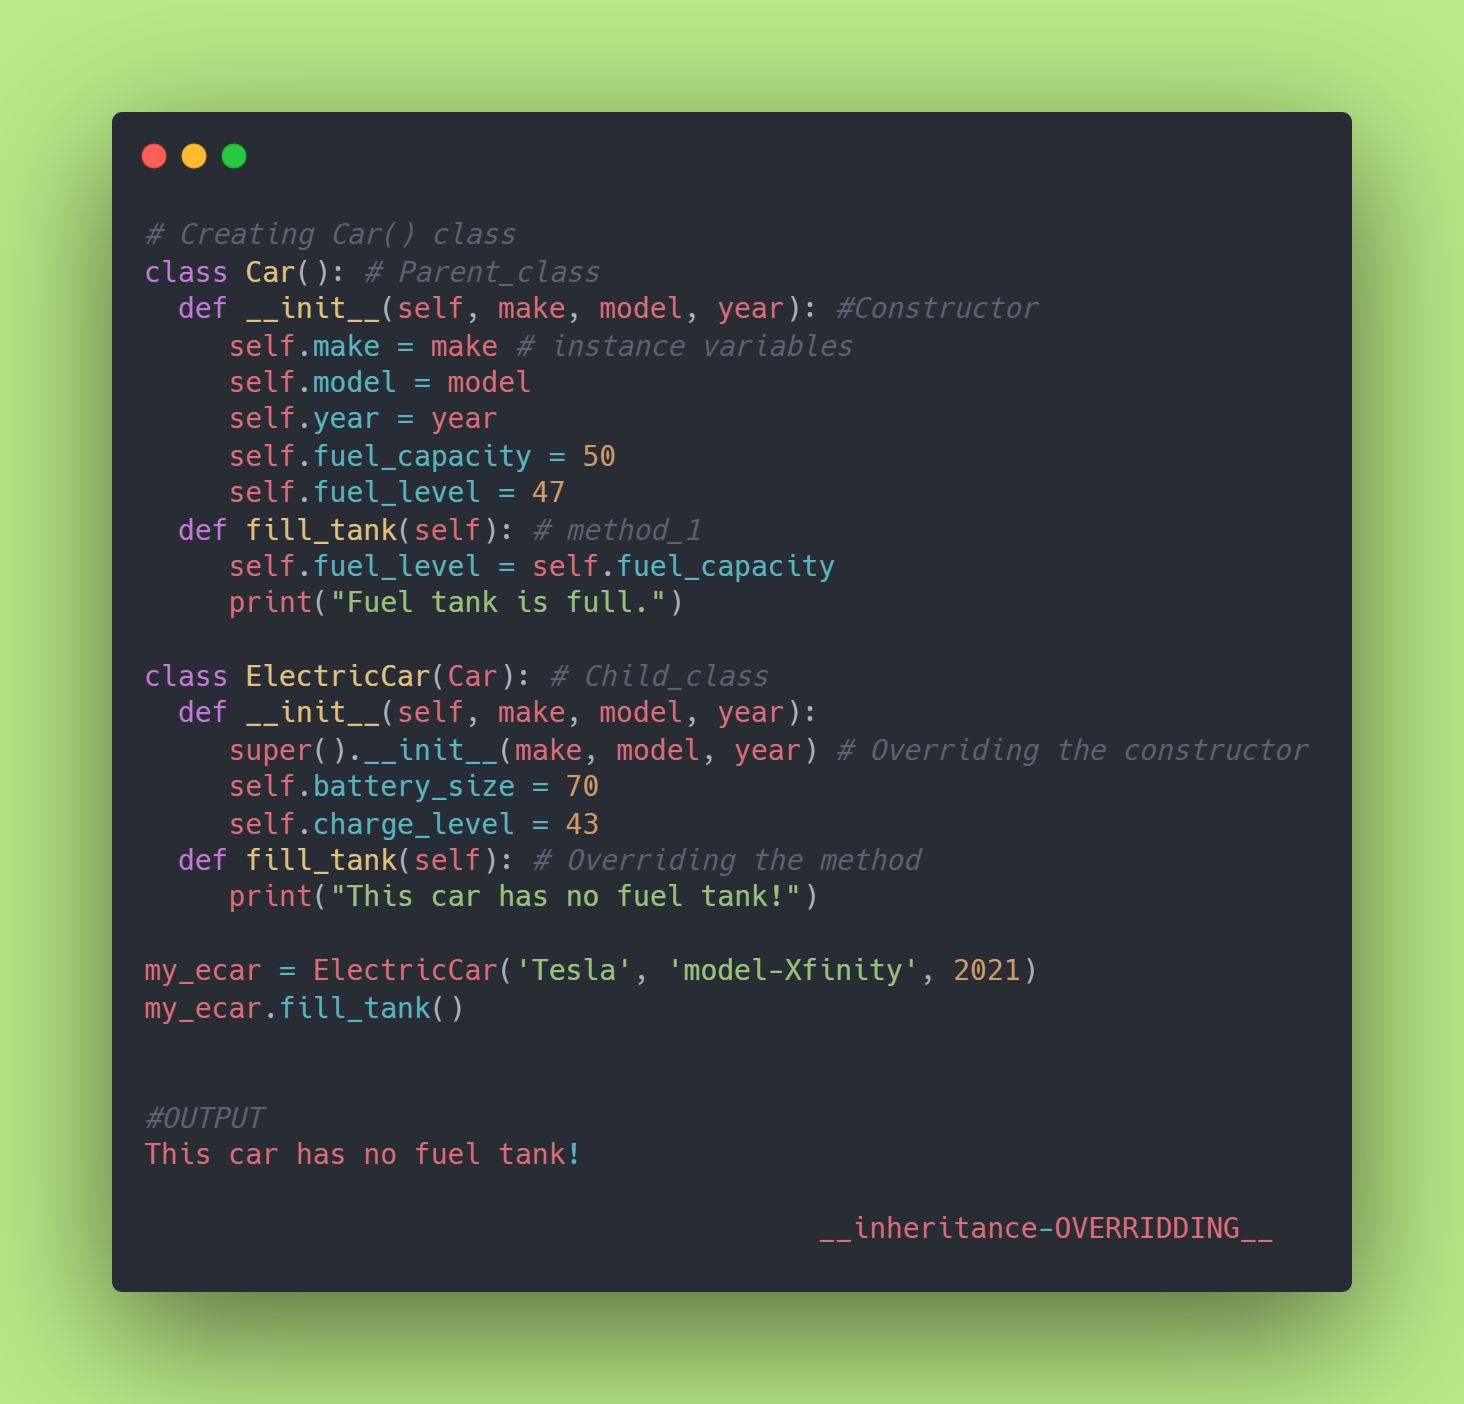 # Creating Car() class
class Car(): # Parent_class
  def __init__(self, make, model, year): #Constructor
     self.make = make # instance variables
     self.model = model
     self.year = year
     self.fuel_capacity = 50
     self.fuel_level = 47
  def fill_tank(self): # method_1
     self.fuel_level = self.fuel_capacity
     print("Fuel tank is full.")

class ElectricCar(Car): # Child_class
  def __init__(self, make, model, year):
     super().__init__(make, model, year) # Overriding the constructor
     self.battery_size = 70
     self.charge_level = 43
  def fill_tank(self): # Overriding the method
     print("This car has no fuel tank!")

my_ecar = ElectricCar('Tesla', 'model-Xfinity', 2021)
my_ecar.fill_tank()

#OUTPUT
This car has no fuel tank!

__inheritance-OVERRIDDING__